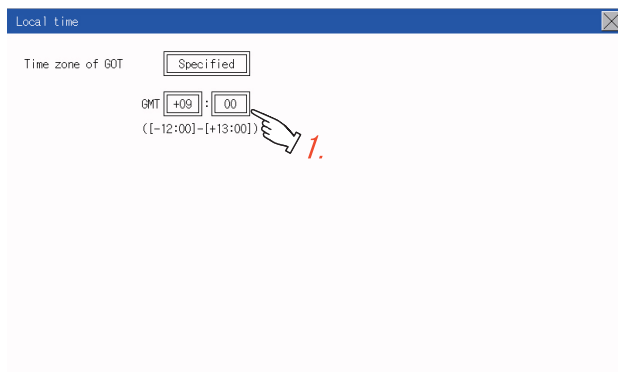 Local time
Time zone of GOT Specified
GMT +09 : 00
([-12:00]-[+13:00])
1.